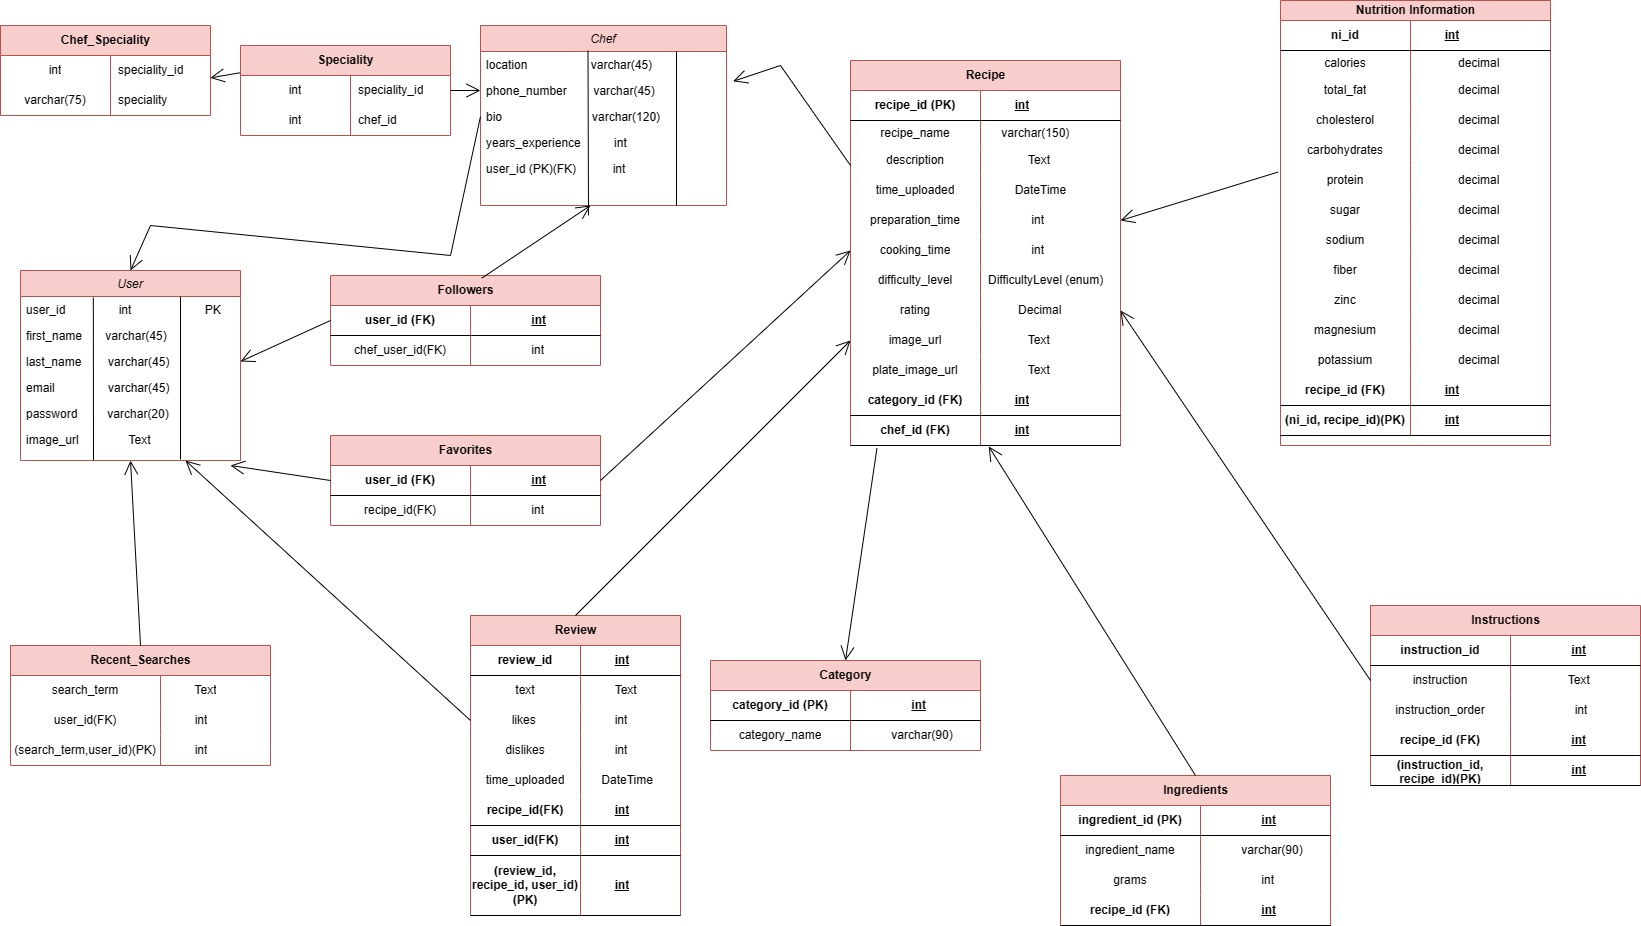 Chef_Speciality
int speciality_id
varchar(75) speciality
Speciality
int speciality_id
int chef_id
Chef
location varchar(45)
phone_number varchar(45)
bio varchar(120)
years_experience int
user_id (PK)(FK) int
Recipe
recipe_id (PK) int
recipe_name varchar(150)
description Text
time_uploaded DateTime
preparation_time int
cooking_time int
difficulty_level DifficultyLevel (enum)
rating Decimal
image_url Text
plate_image_url Text
category_id (FK) int
chef_id (FK) int
Nutrition Information
ni_id int
calories decimal
total_fat decimal
cholesterol decimal
carbohydrates decimal
protein decimal
sugar decimal
sodium decimal
fiber decimal
zinc decimal
magnesium decimal
potassium decimal
recipe_id (FK) int
(ni_id, recipe_id)(PK) int
User
user_id int PK
first_name varchar(45)
last_name varchar(45)
email varchar(45)
password varchar(20)
image_url Text
Followers
user_id (FK) int
chef_user_id(FK) int
Favorites
user_id (FK) int
recipe_id(FK) int
Recent_Searches
search_term Text
user_id(FK) int
(search_term,user_id)(PK) int
Review
review_id int
text Text
likes int
dislikes int
time_uploaded DateTime
recipe_id(FK) int
user_id(FK) int
(review_id,
recipe_id, user_id) int
(PK)
Category
category_id (PK) int
category_name varchar(90)
Ingredients
ingredient_id (PK) int
ingredient_name varchar(90)
grams int
recipe_id (FK) int
Instructions
instruction_id int
instruction Text
instruction_order int
recipe_id (FK) int
(instruction_id, int
recipe_id)(PK)